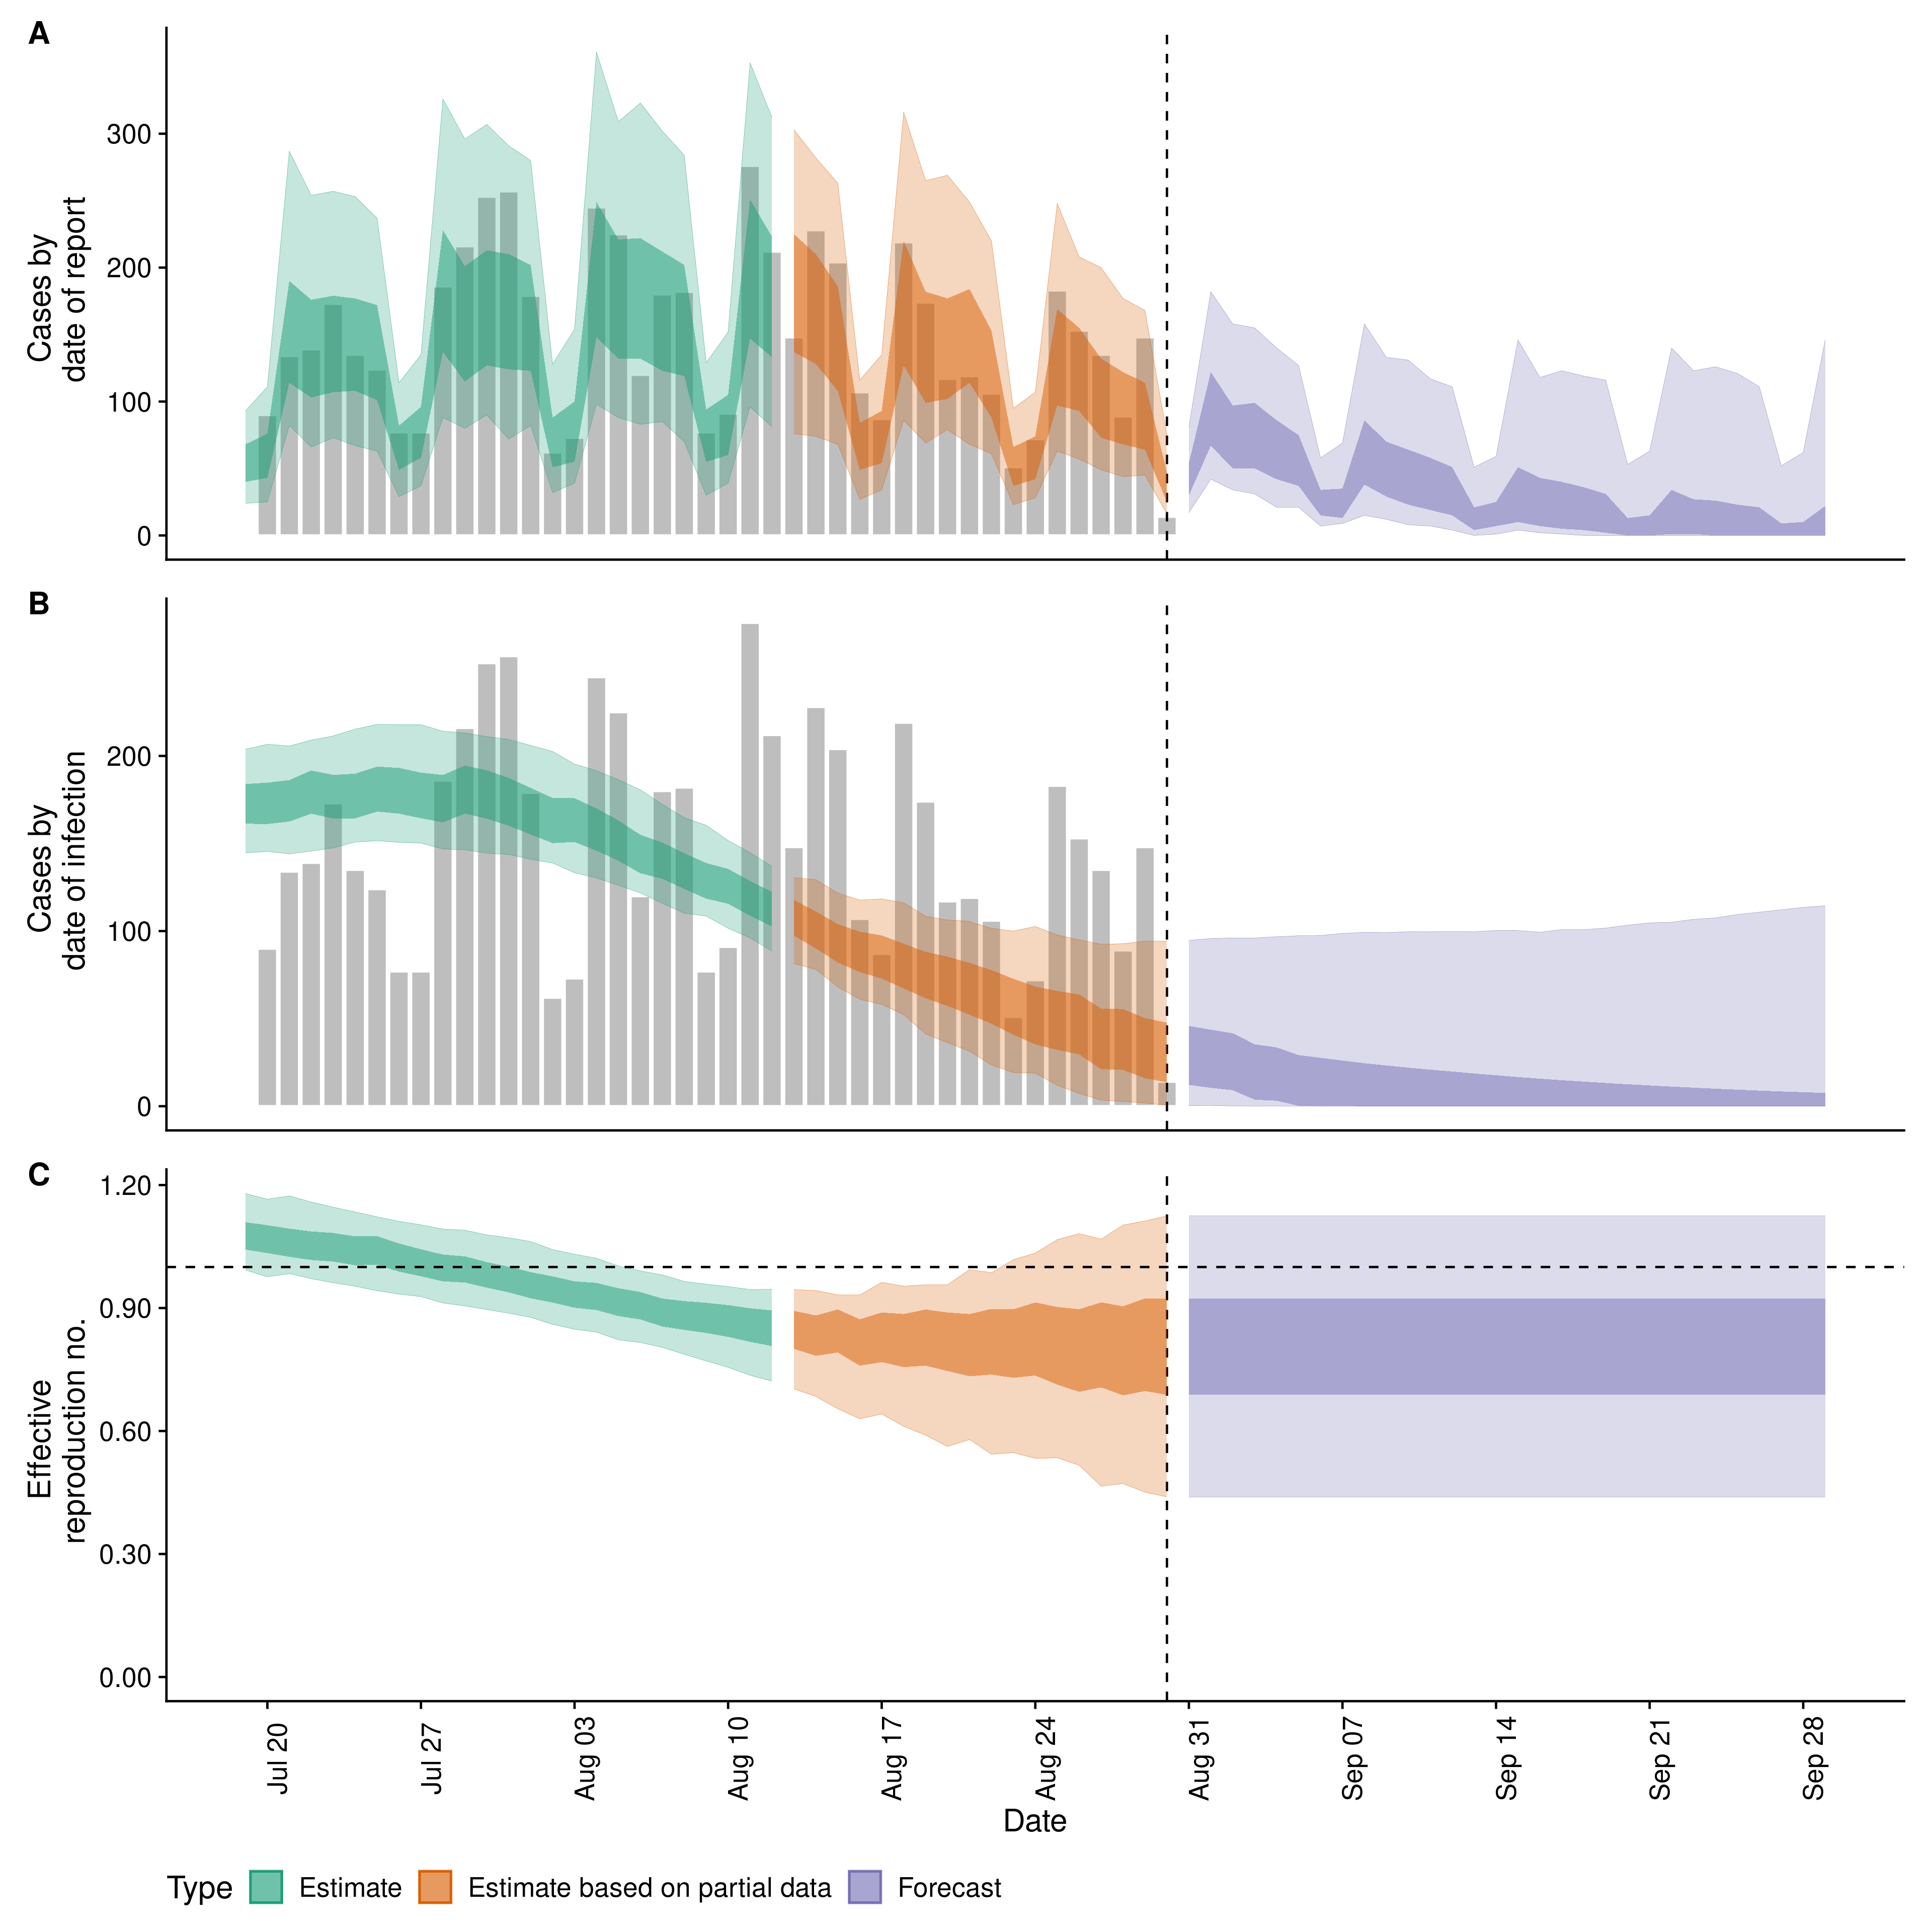 A
Cases by
date of report
300
200
100
0
B
Cases by
date of infection
200
100
0
C
Effective
reproduction no.
1.20
0.90
0.60
0.30
0.00
Jul 20
Jul 27
Aug 03
Aug 10
Aug 17
Aug 24
Aug 31
Sep 07
Sep 14
Sep 21
Sep 28
Date
Type Estimate Estimate based on partial data Forecast